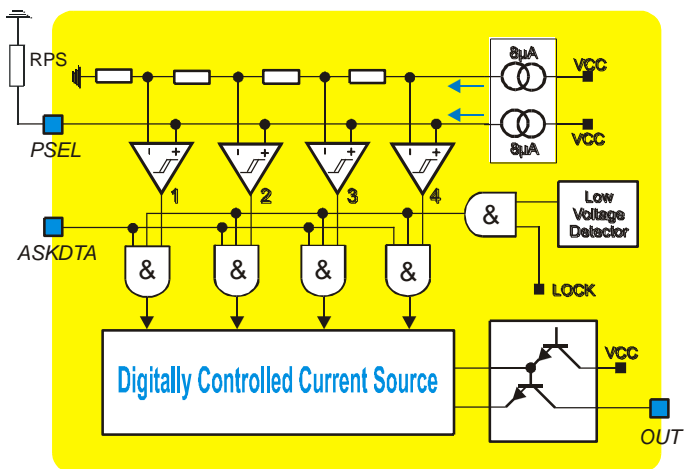 RPS
8µA
VCC
VCC
8µA
PSEL
- +
- +
- +
- +
1
2
3
4
&
Low
Voltage
Detector
ASKDTA
&
&
&
&
LOCK
Digitally Controlled Current Source
VCC
OUT